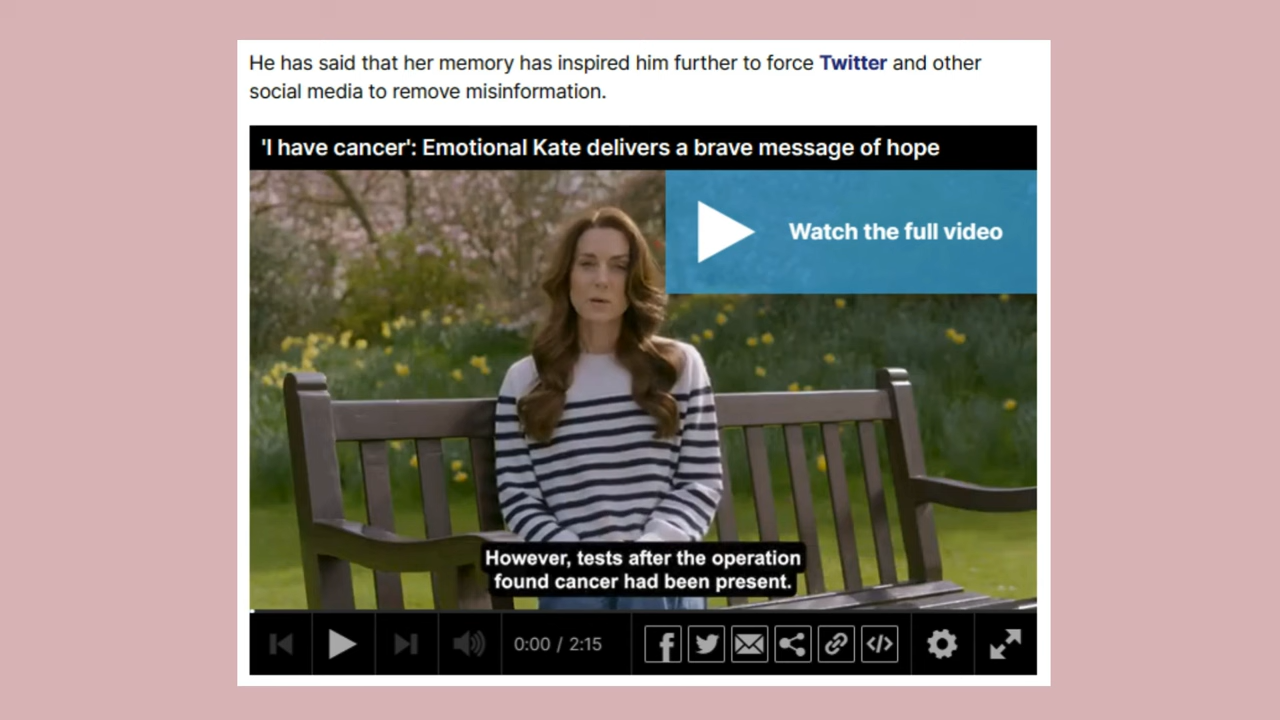 He has said that her memory has inspired him further to force Twitter and other
social media to remove misinformation.
'I have cancer': Emotional Kate delivers a brave message of hope
Watch the full video
However, tests after the operation
found cancer had been present.
0:00 / 2:15